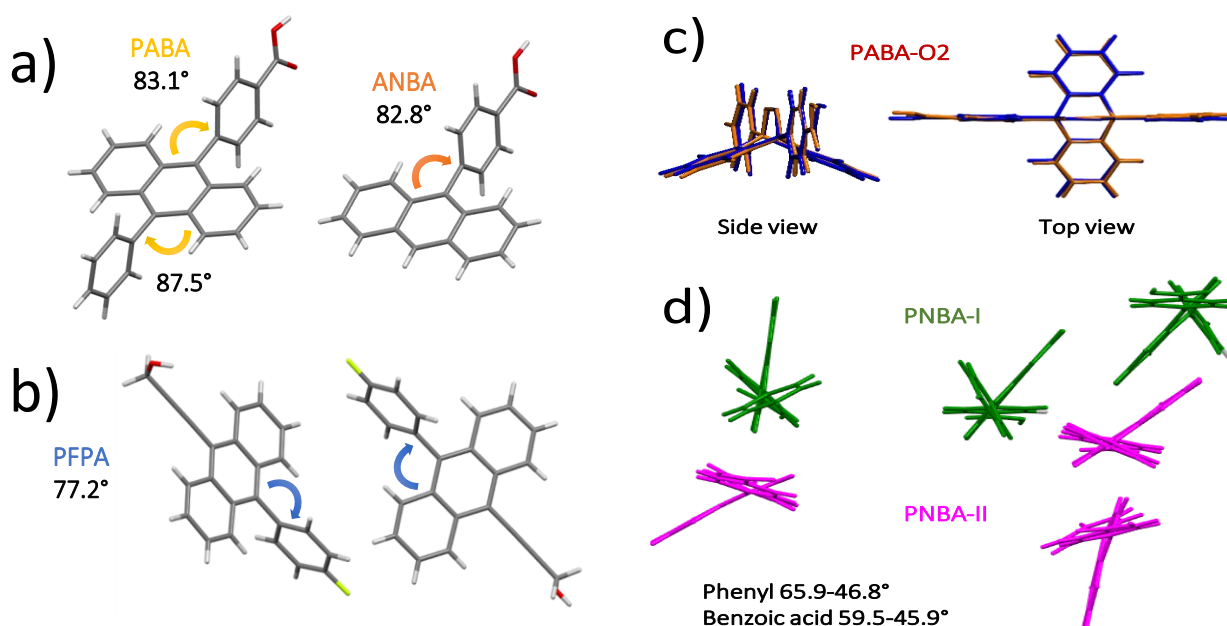 a)
PABA
83.1°
87.5°
ANBA
82.8°
b)
PFPA
77.2°
c)
PABA-O2
Side view
Top view
d)
PNBA-I
PNBA-II
Phenyl 65.9-46.8°
Benzoic acid 59.5-45.9°